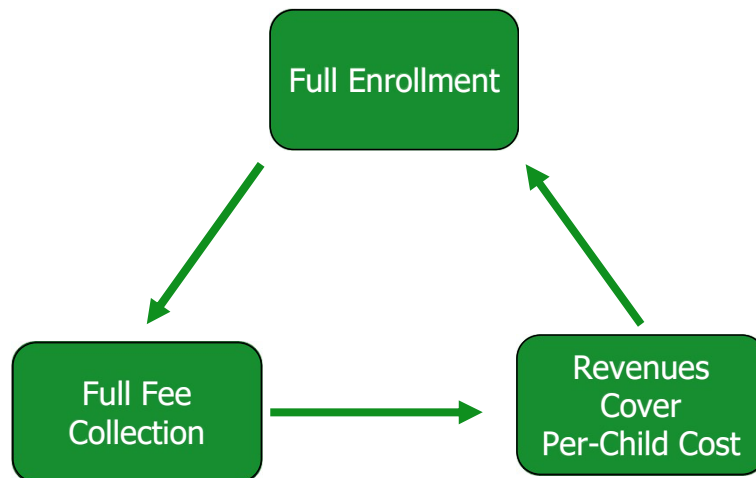 Full Enrollment
Full Fee
Collection
Revenues
Cover
Per-Child Cost